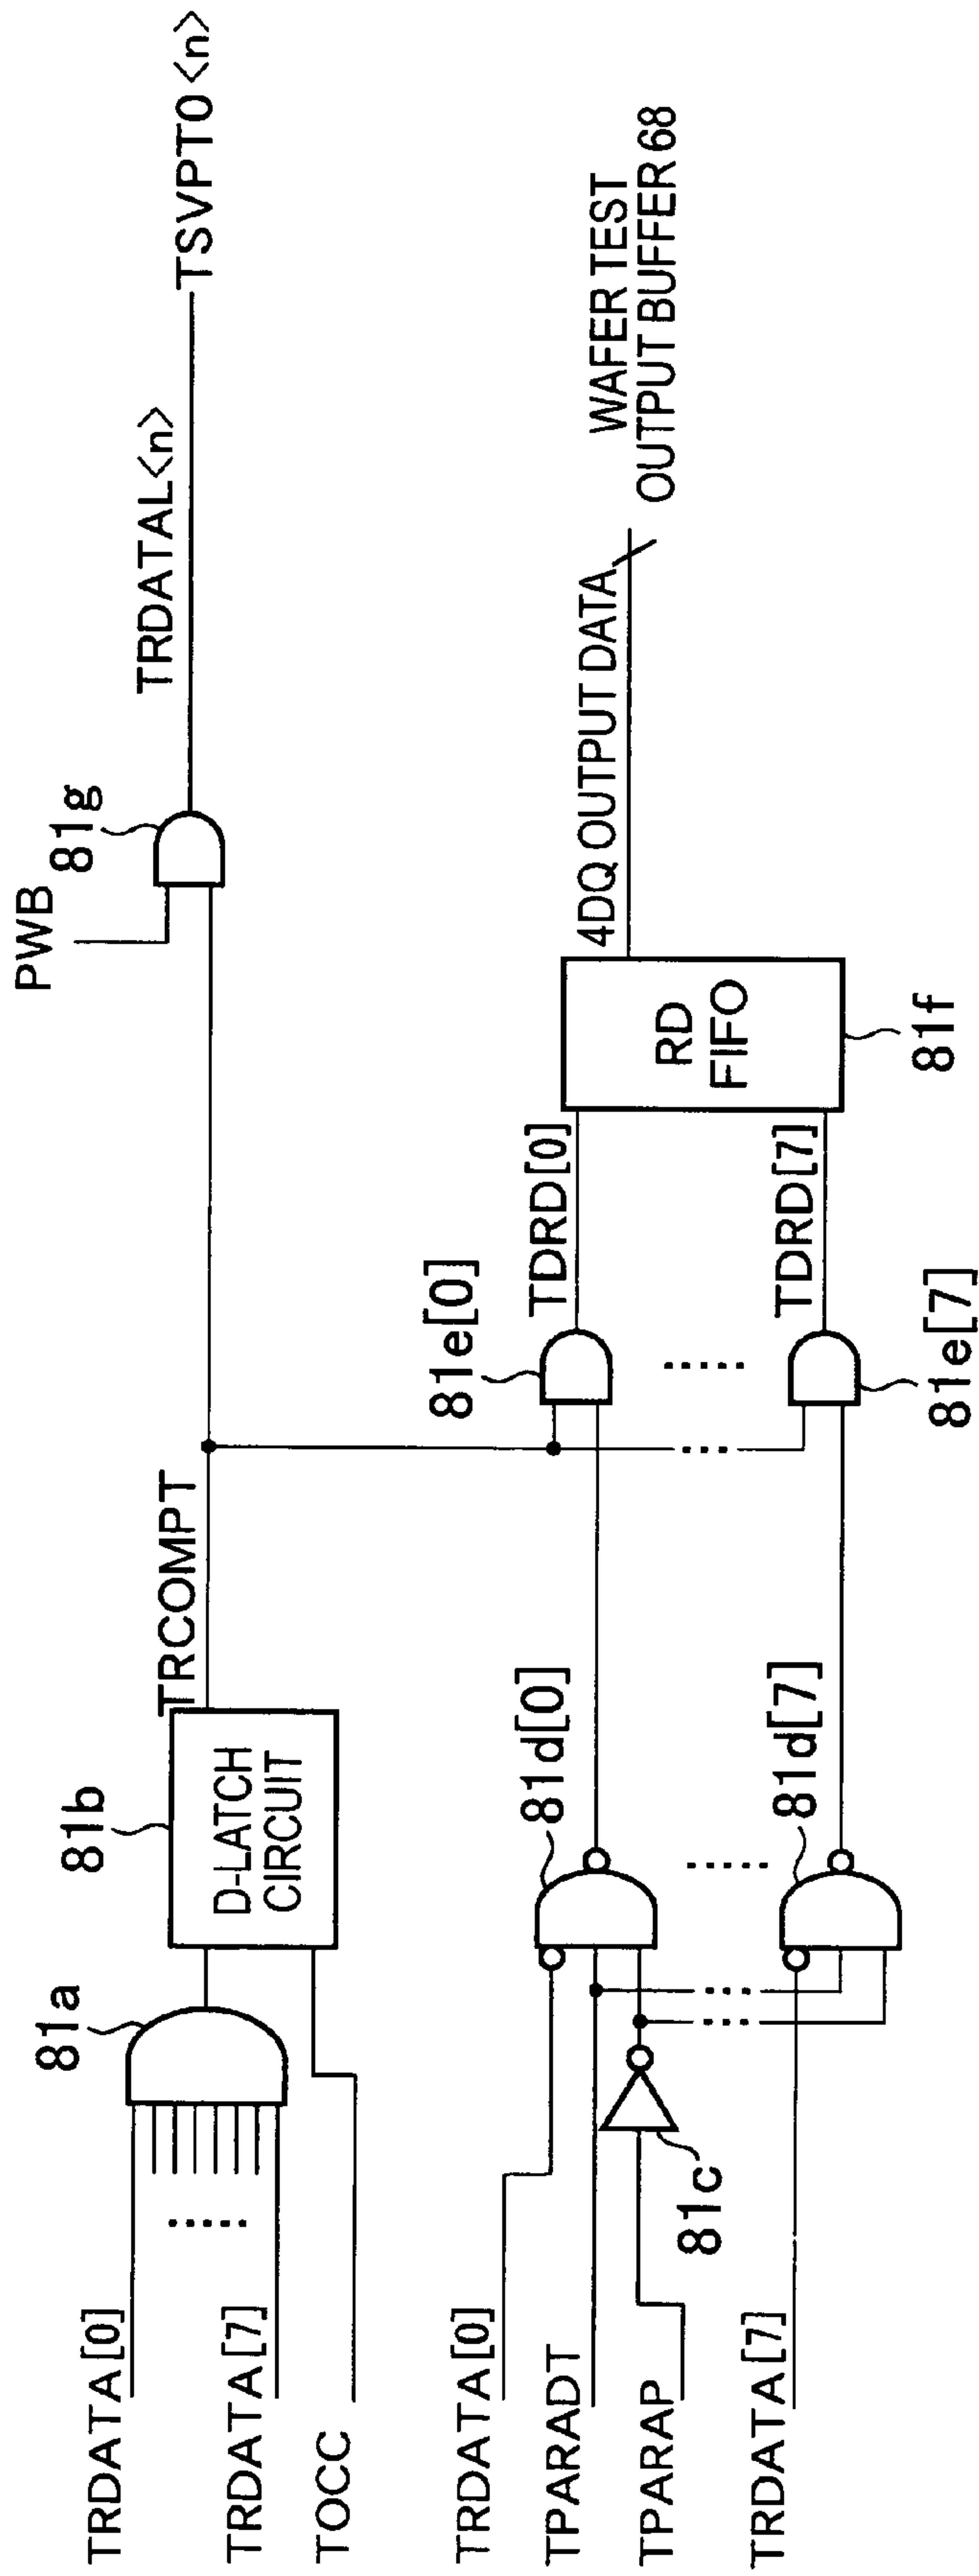 TRDATA[0]
TRDATA[7]
TOCC
81a
81b
D-LATCH
CIRCUIT
TRCOMPT
PWB
81g
TRDATAL<n>
TSVPT0<n>
TRDATA[0]
TPARADT
TPARAP
TRDATA[7]
81c
81d[0]
81d[7]
81e[0]
81e[7]
TDRD[0]
TDRD[7]
RD
FIFO
81f
4DQ OUTPUT DATA
WAFER TEST
OUTPUT BUFFER 68